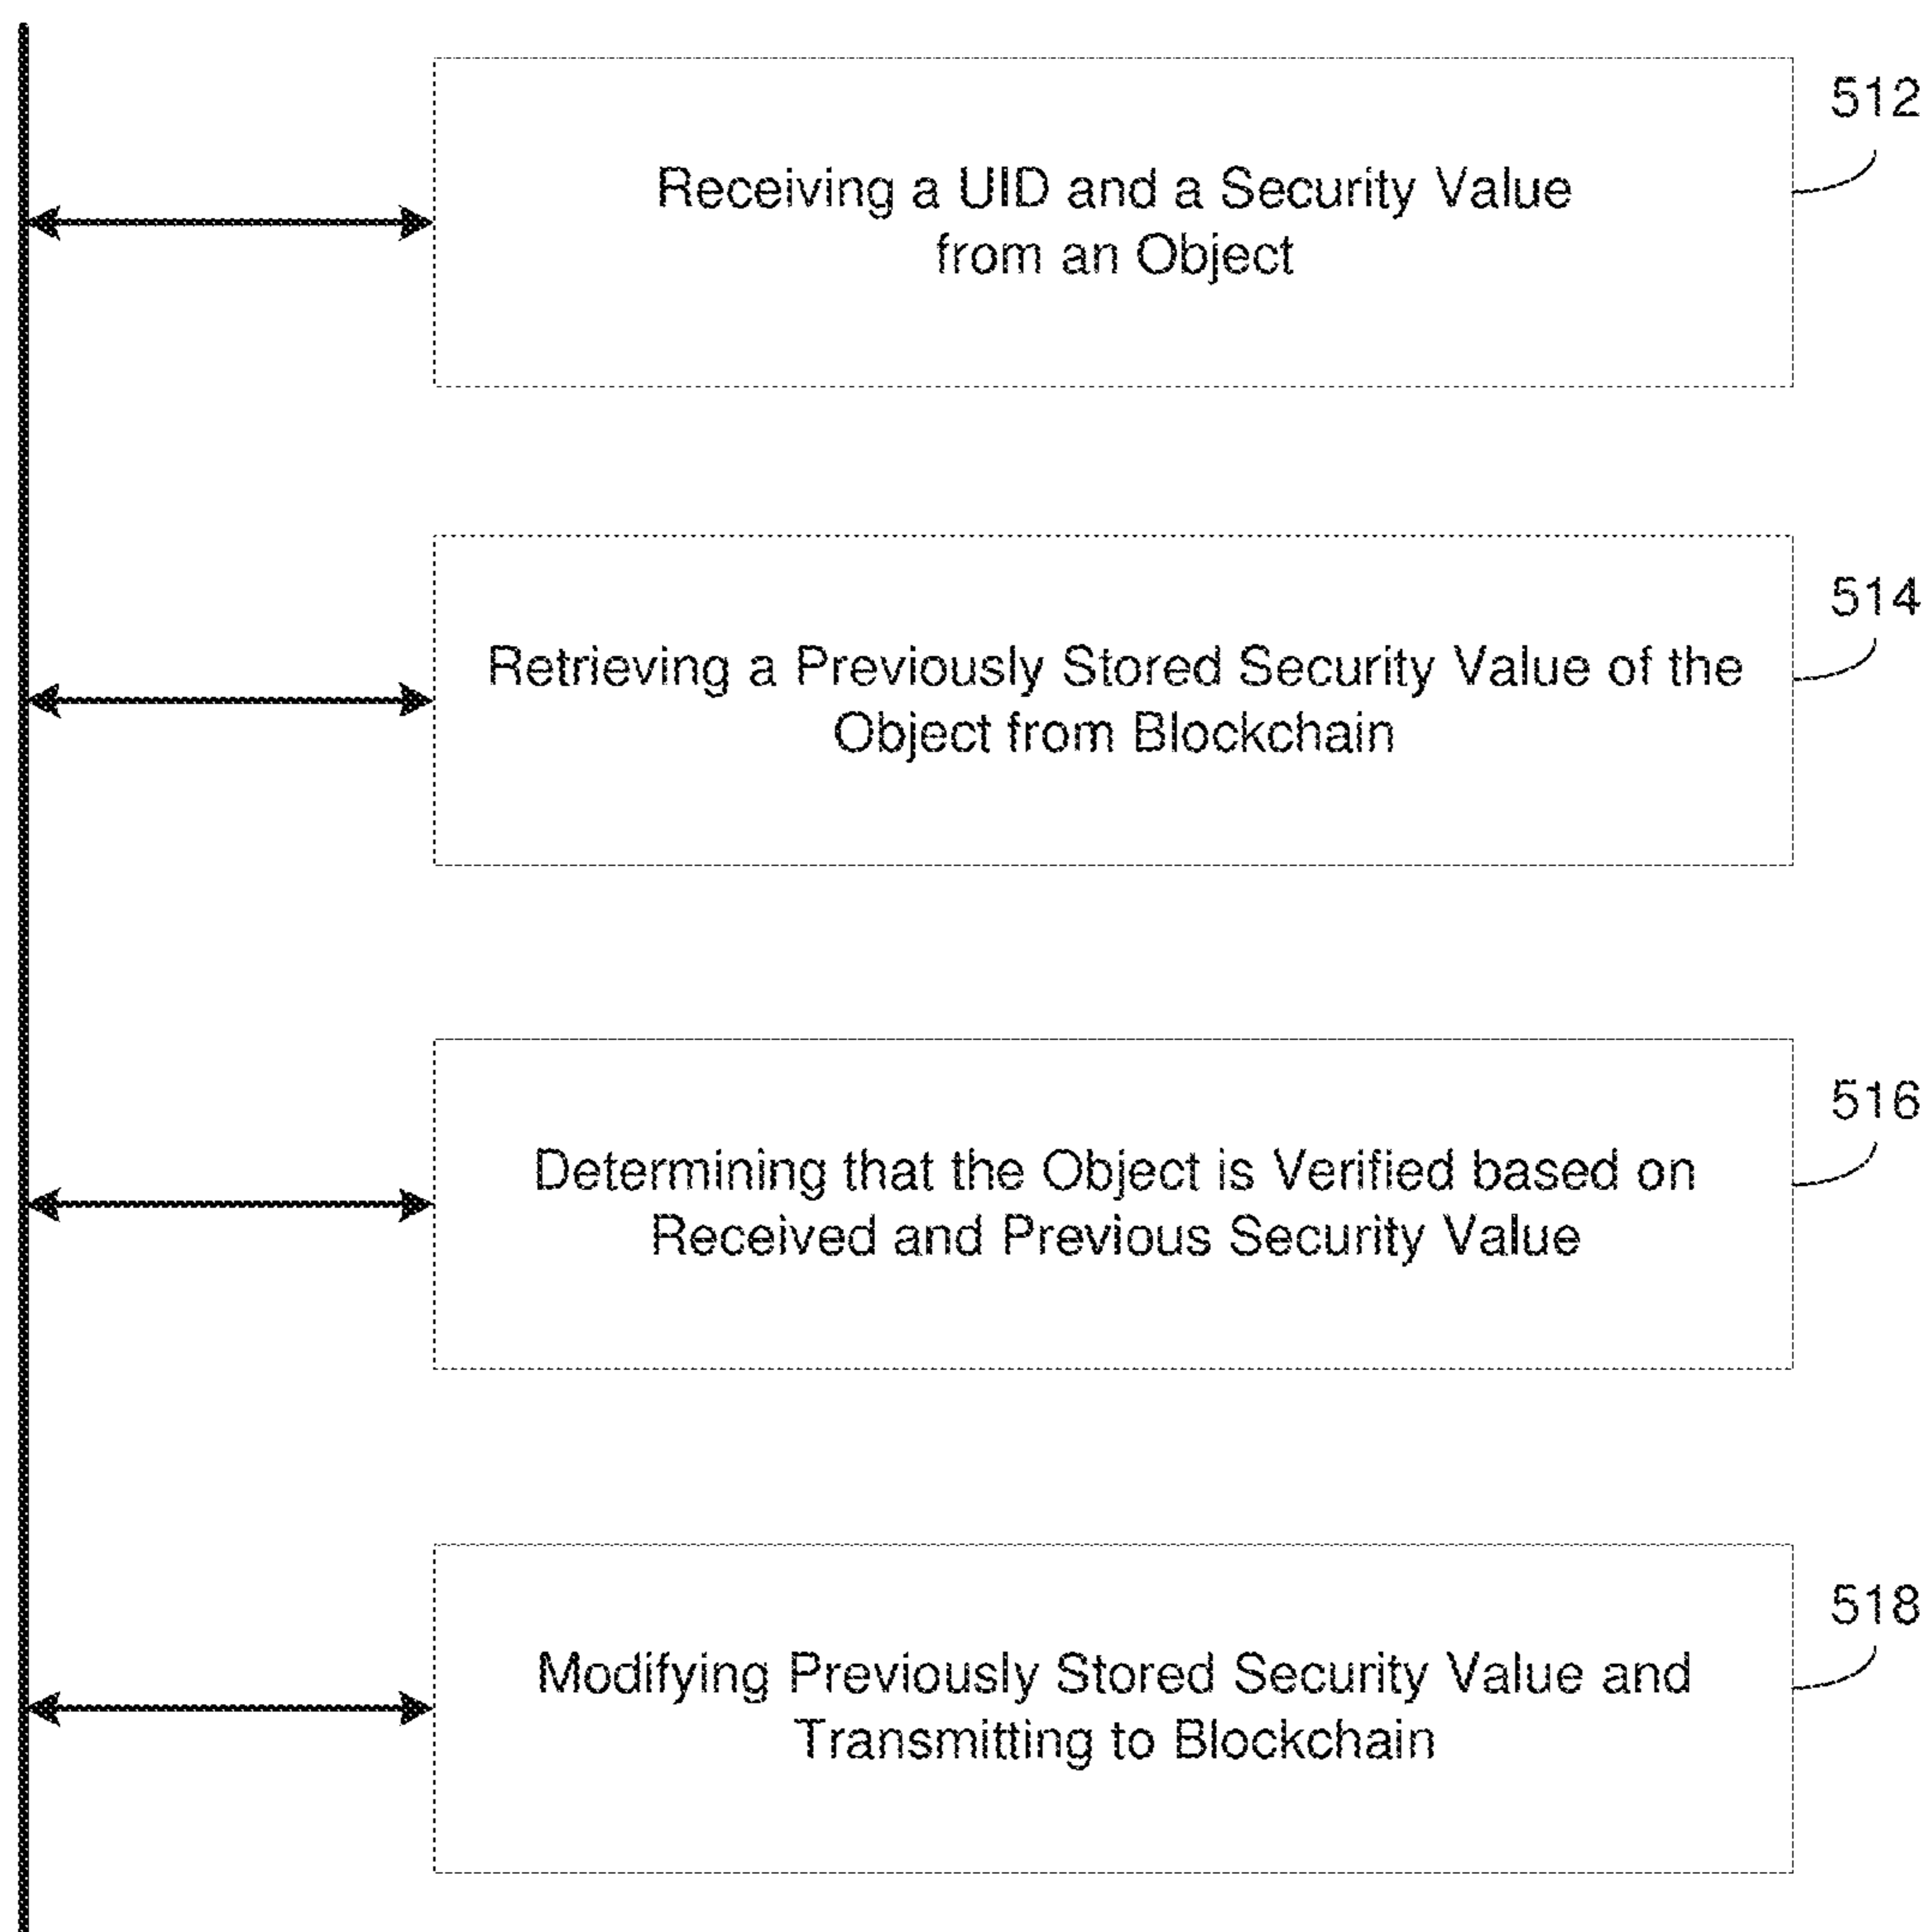 512
Receiving a UID and a Security Value
from an Object
514
Retrieving a Previously Stored Security Value of the
Object from Blockchain
516
Determining that the Object is Verified based on
Received and Previous Security Value
518
Modifying Previously Stored Security Value and
Transmitting to Blockchain